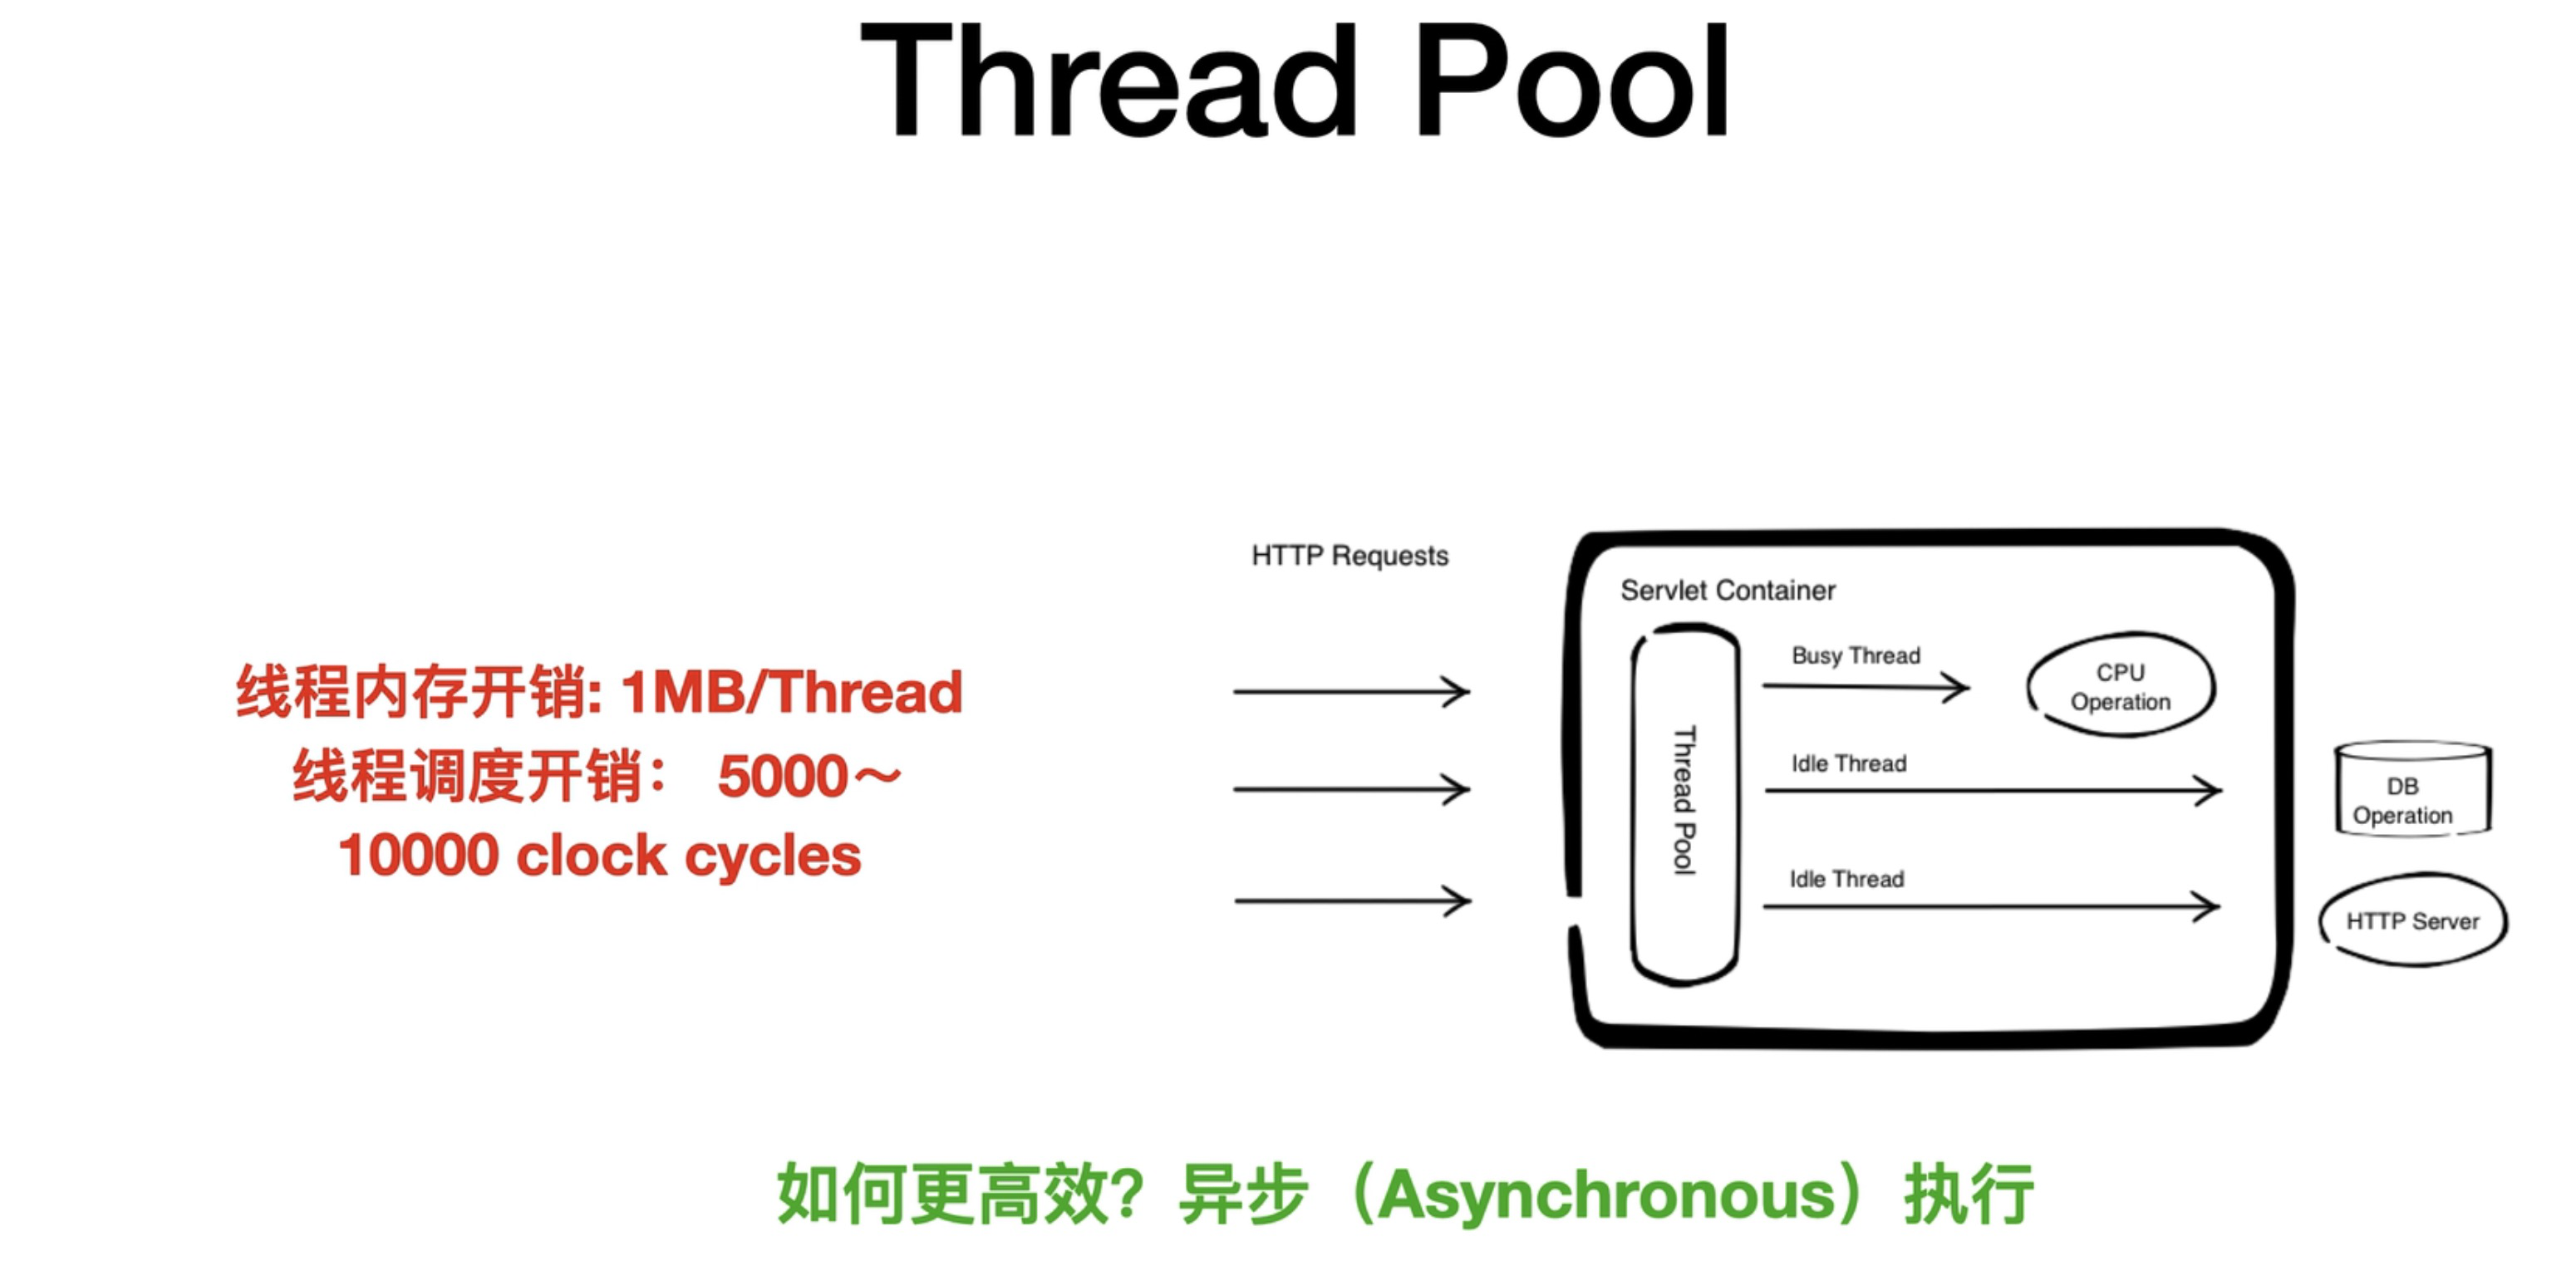 Thread Pool
线程内存开销: 1MB/Thread
线程调度开销： 5000～
10000 clock cycles
HTTP Requests
Servlet Container
Thread Pool
Busy Thread
CPU
Operation
Idle Thread
DB
Operation
Idle Thread
HTTP Server
如何更高效？异步（Asynchronous）执行